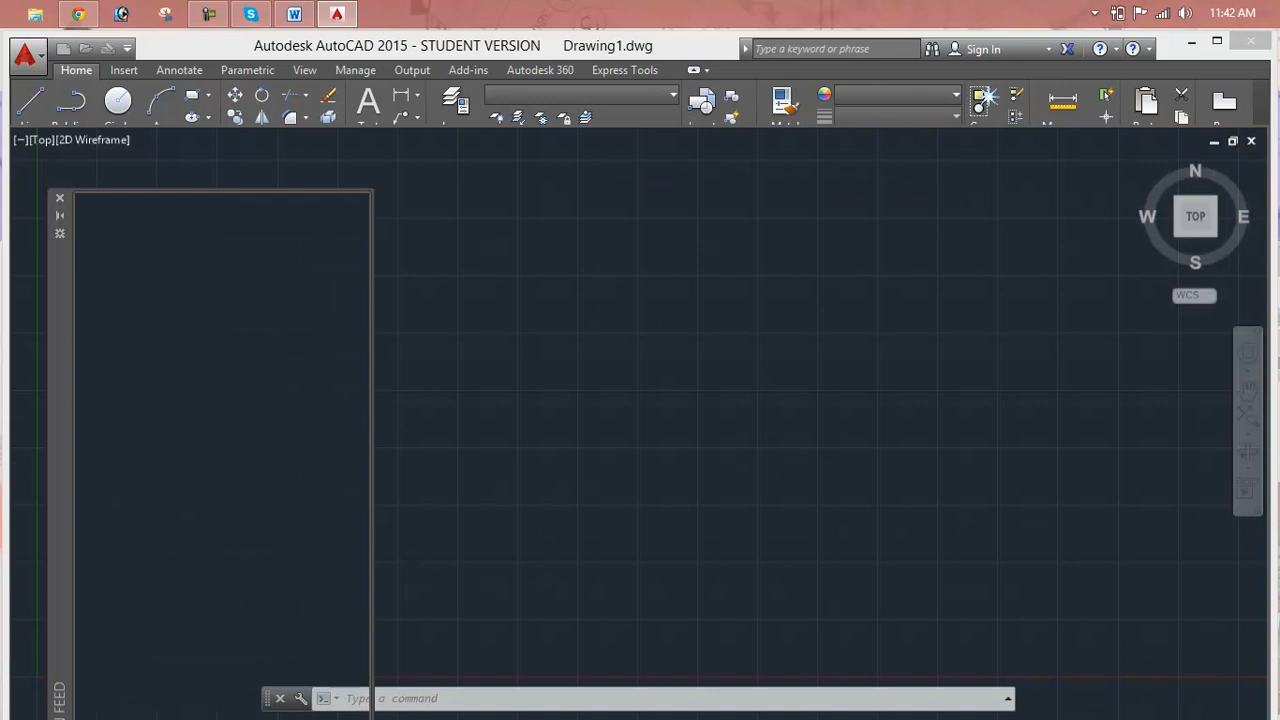 11:42 AM
Autodesk AutoCAD 2015 - STUDENT VERSION Drawing1.dwg
Type a keyword or phrase
Sign In
Home Insert Annotate Parametric View Manage Output Add-ins Autodesk 360 Express Tools
A
[−][Top][2D Wireframe]
N
W TOP E
S
WCS
FEED
Type a command